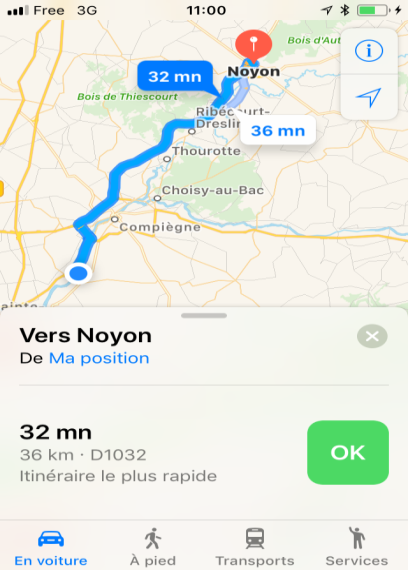 Free 3G 11:00
Bois d'Aut
32 mn
Noyon
Bois de Thiescourt
Ribécourt-
Dreslin
36 mn
Thourotte
Choisy-au-Bac
Compiègne
ainte-
Vers Noyon
De Ma position
32 mn
36 km · D1032
Itinéraire le plus rapide
OK
En voiture À pied Transports Services